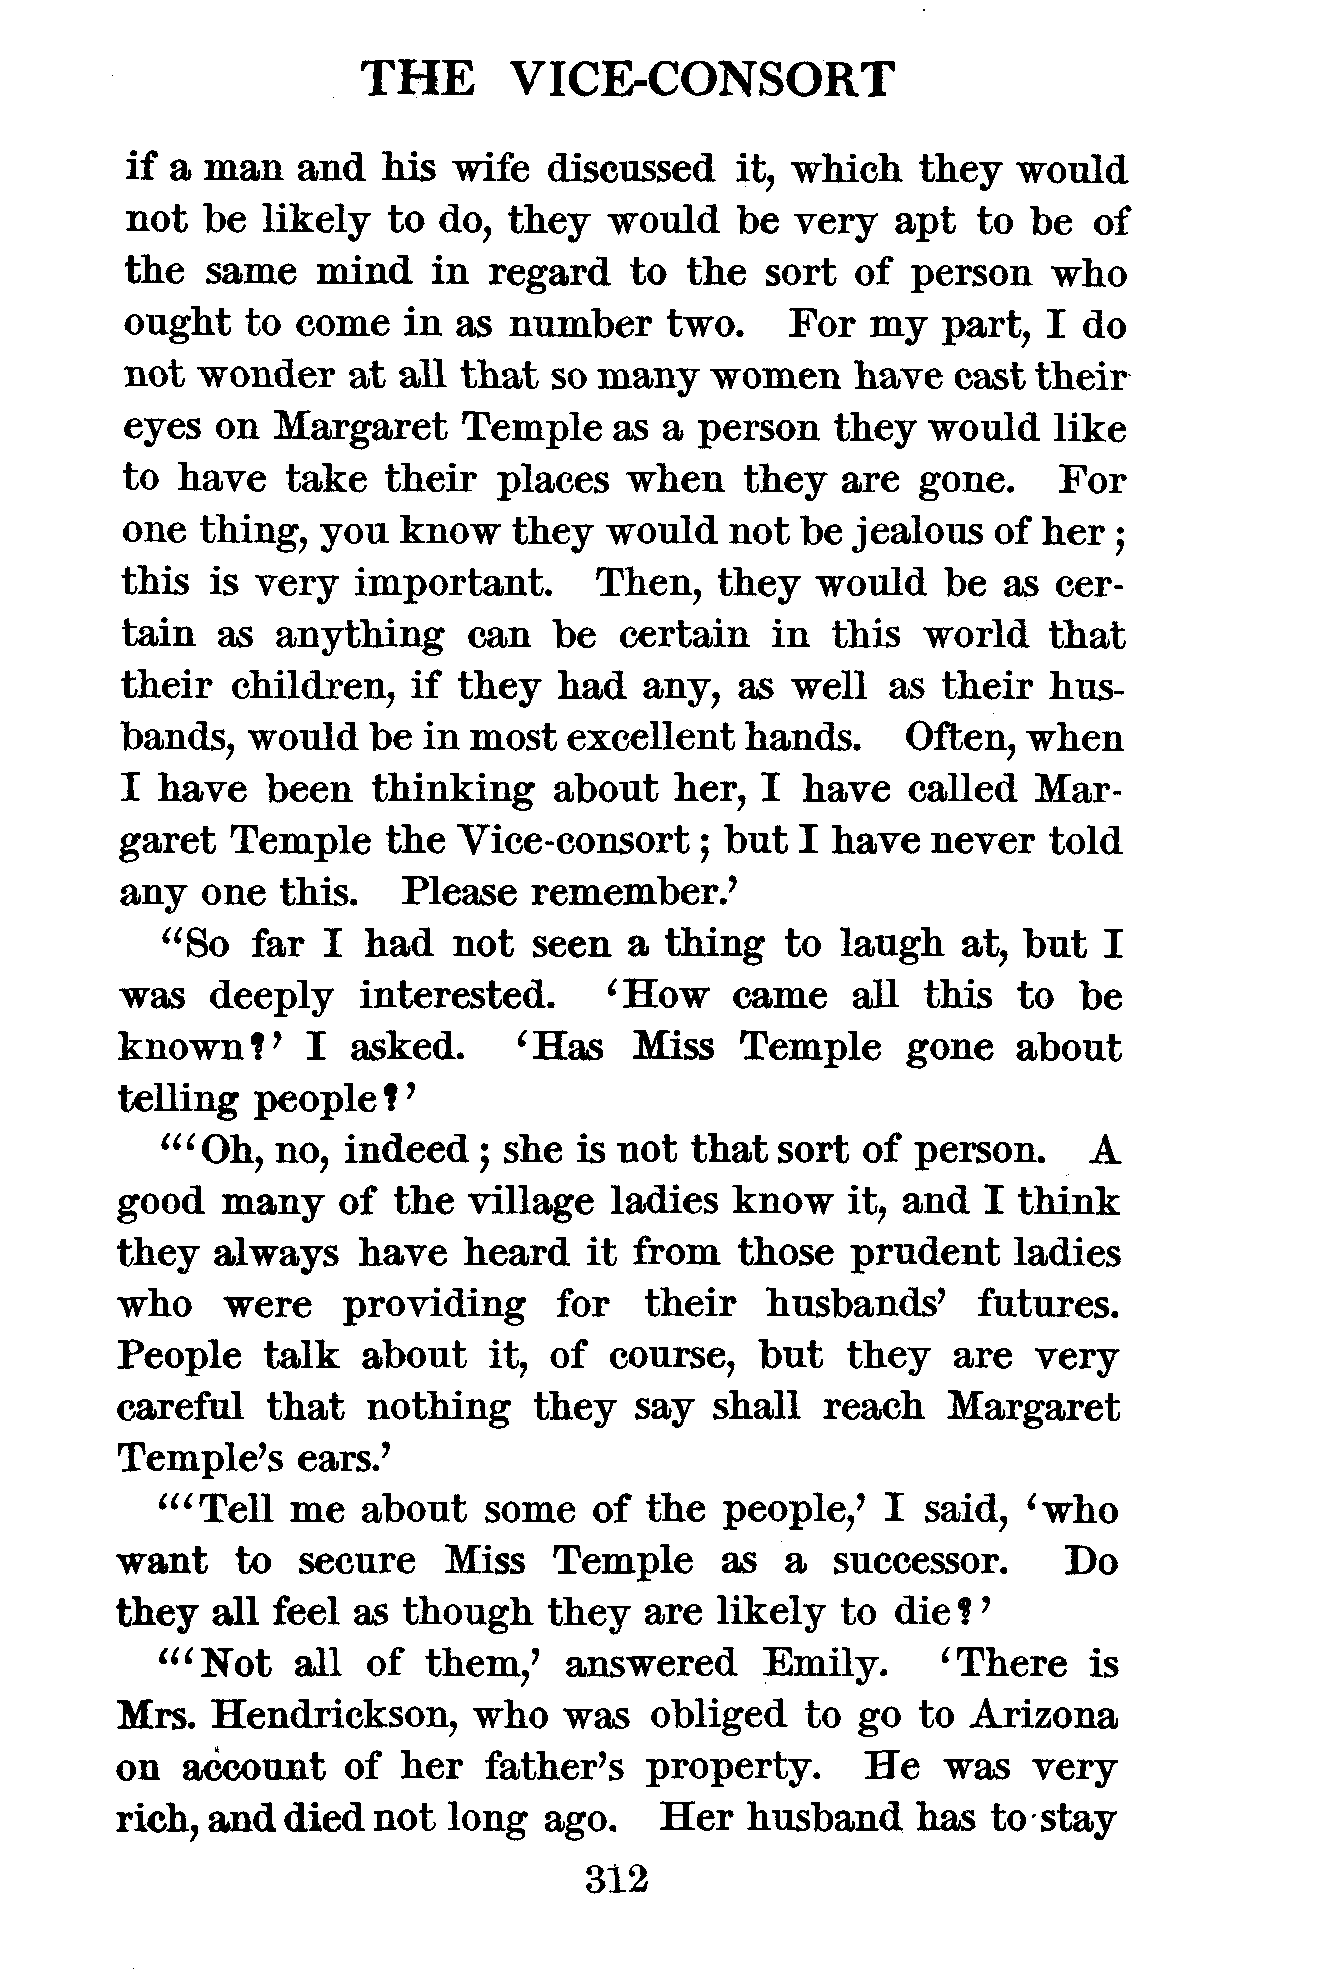 THE VICE-CONSORT
if a man and his wife discussed it, which they would
not be likely to do, they would be very apt to be of
the same mind in regard to the sort of person who
ought to come in as number two. For my part, I do
not wonder at all that so many women have cast their
eyes on Margaret Temple as a person they would like
to have take their places when they are gone. For
one thing, you know they would not be jealous of her;
this is very important. Then, they would be as cer-
tain as anything can be certain in this world that
their children, if they had any, as well as their hus-
bands, would be in most excellent hands. Often, when
I have been thinking about her, I have called Mar-
garet Temple the Vice-consort; but I have never told
any one this. Please remember.'
"So far I had not seen a thing to laugh at, but I
was deeply interested. 'How came all this to be
known?' I asked. 'Has Miss Temple gone about
telling people?'
"'Oh, no, indeed; she is not that sort of person. A
good many of the village ladies know it, and I think
they always have heard it from those prudent ladies
who were providing for their husbands' futures.
People talk about it, of course, but they are very
careful that nothing they say shall reach Margaret
Temple's ears.'
"'Tell me about some of the people,' I said, 'who
want to secure Miss Temple as a successor. Do
they all feel as though they are likely to die?'
"'Not all of them,' answered Emily. 'There is
Mrs. Hendrickson, who was obliged to go to Arizona
on account of her father's property. He was very
rich, and died not long ago. Her husband has to stay
312